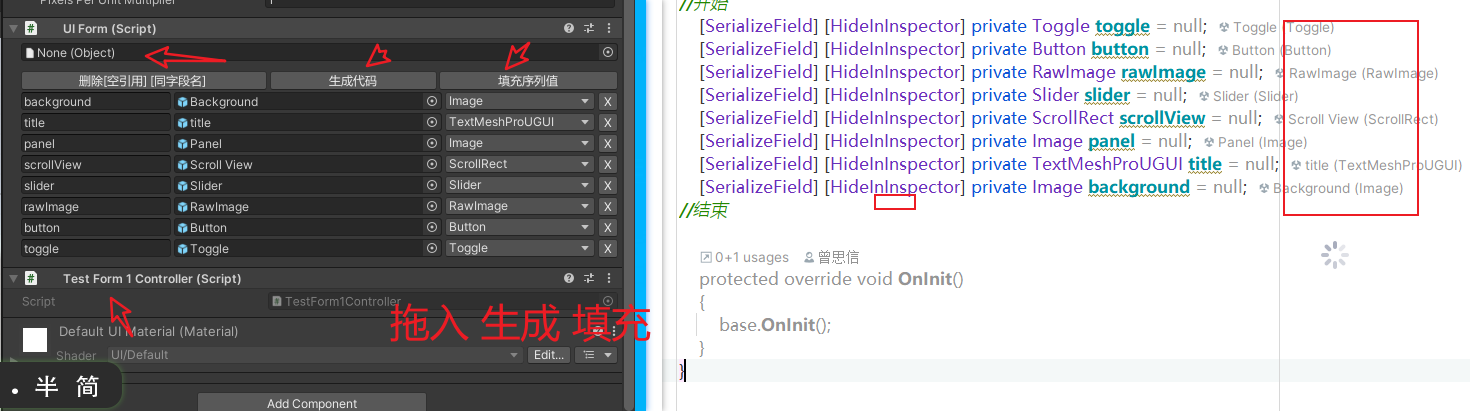 Pixels Per Unit Multiplier 1
UI Form (Script)
None (Object)
删除[空引用] [同字段名] 生成代码 填充序列值
background Background Image X
title title TextMeshProUGUI X
panel Panel Image X
scrollView Scroll View ScrollRect X
slider Slider Slider X
rawImage RawImage RawImage X
button Button Button X
toggle Toggle Toggle X
Test Form 1 Controller (Script)
Script TestForm1Controller
Default UI Material (Material)
Shader UI/Default Edit...
Add Component
. 半 简
拖入 生成 填充
//开始
[SerializeField] [HideInInspector] private Toggle toggle = null; Toggle (Toggle)
[SerializeField] [HideInInspector] private Button button = null; Button (Button)
[SerializeField] [HideInInspector] private RawImage rawImage = null; RawImage (RawImage)
[SerializeField] [HideInInspector] private Slider slider = null; Slider (Slider)
[SerializeField] [HideInInspector] private ScrollRect scrollView = null; Scroll View (ScrollRect)
[SerializeField] [HideInInspector] private Image panel = null; Panel (Image)
[SerializeField] [HideInInspector] private TextMeshProUGUI title = null; title (TextMeshProUGUI)
[SerializeField] [HideInInspector] private Image background = null; Background (Image)
//结束
0+1 usages 曾思信
protected override void OnInit()
{
base.OnInit();
}
}